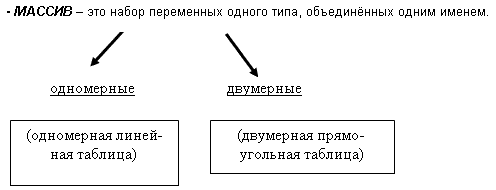 - МАССИВ – это набор переменных одного типа, объединённых одним именем.
одномерные двумерные
(одномерная линей-
ная таблица)
(двумерная прямо-
угольная таблица)